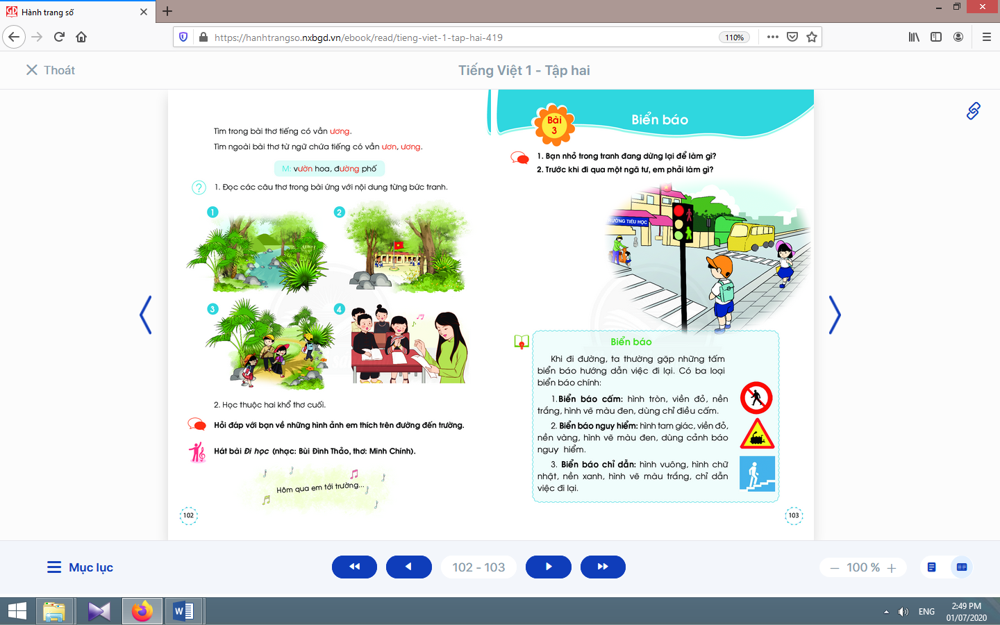 Hành trang số
https://hanhtrangso.nxbgd.vn/ebook/read/tieng-viet-1-tap-hai-419
110%
Thoát
Tiếng Việt 1 - Tập hai
Tìm trong bài thơ tiếng có vần ương.
Tìm ngoài bài thơ từ ngữ chứa tiếng có vần ươn, ương.
M: vườn hoa, đường phố
?
1. Đọc các câu thơ trong bài ứng với nội dung từng bức tranh.
1
2
3
4
2. Học thuộc hai khổ thơ cuối.
Hỏi đáp với bạn về những hình ảnh em thích trên đường đến trường.
Hát bài Đi học (nhạc: Bùi Đình Thảo, thơ: Minh Chính).
Hôm qua em tới trường...
102
Bài
3
Biển báo
1. Bạn nhỏ trong tranh đang dừng lại để làm gì?
2. Trước khi đi qua một ngã tư, em phải làm gì?
TRƯỜNG TIỂU HỌC
Biển báo
Khi đi đường, ta thường gặp những tấm
biển báo hướng dẫn việc đi lại. Có ba loại
biển báo chính:
1.Biển báo cấm: hình tròn, viền đỏ, nền
trắng, hình vẽ màu đen, dùng chỉ điều cấm.
2. Biển báo nguy hiểm: hình tam giác, viền đỏ,
nền vàng, hình vẽ màu đen, dùng cảnh báo
nguy hiểm.
3. Biển báo chỉ dẫn: hình vuông, hình chữ
nhật, nền xanh, hình vẽ màu trắng, chỉ dẫn
việc đi lại.
103
Mục lục
102 - 103
100 %
ENG
2:49 PM
01/07/2020